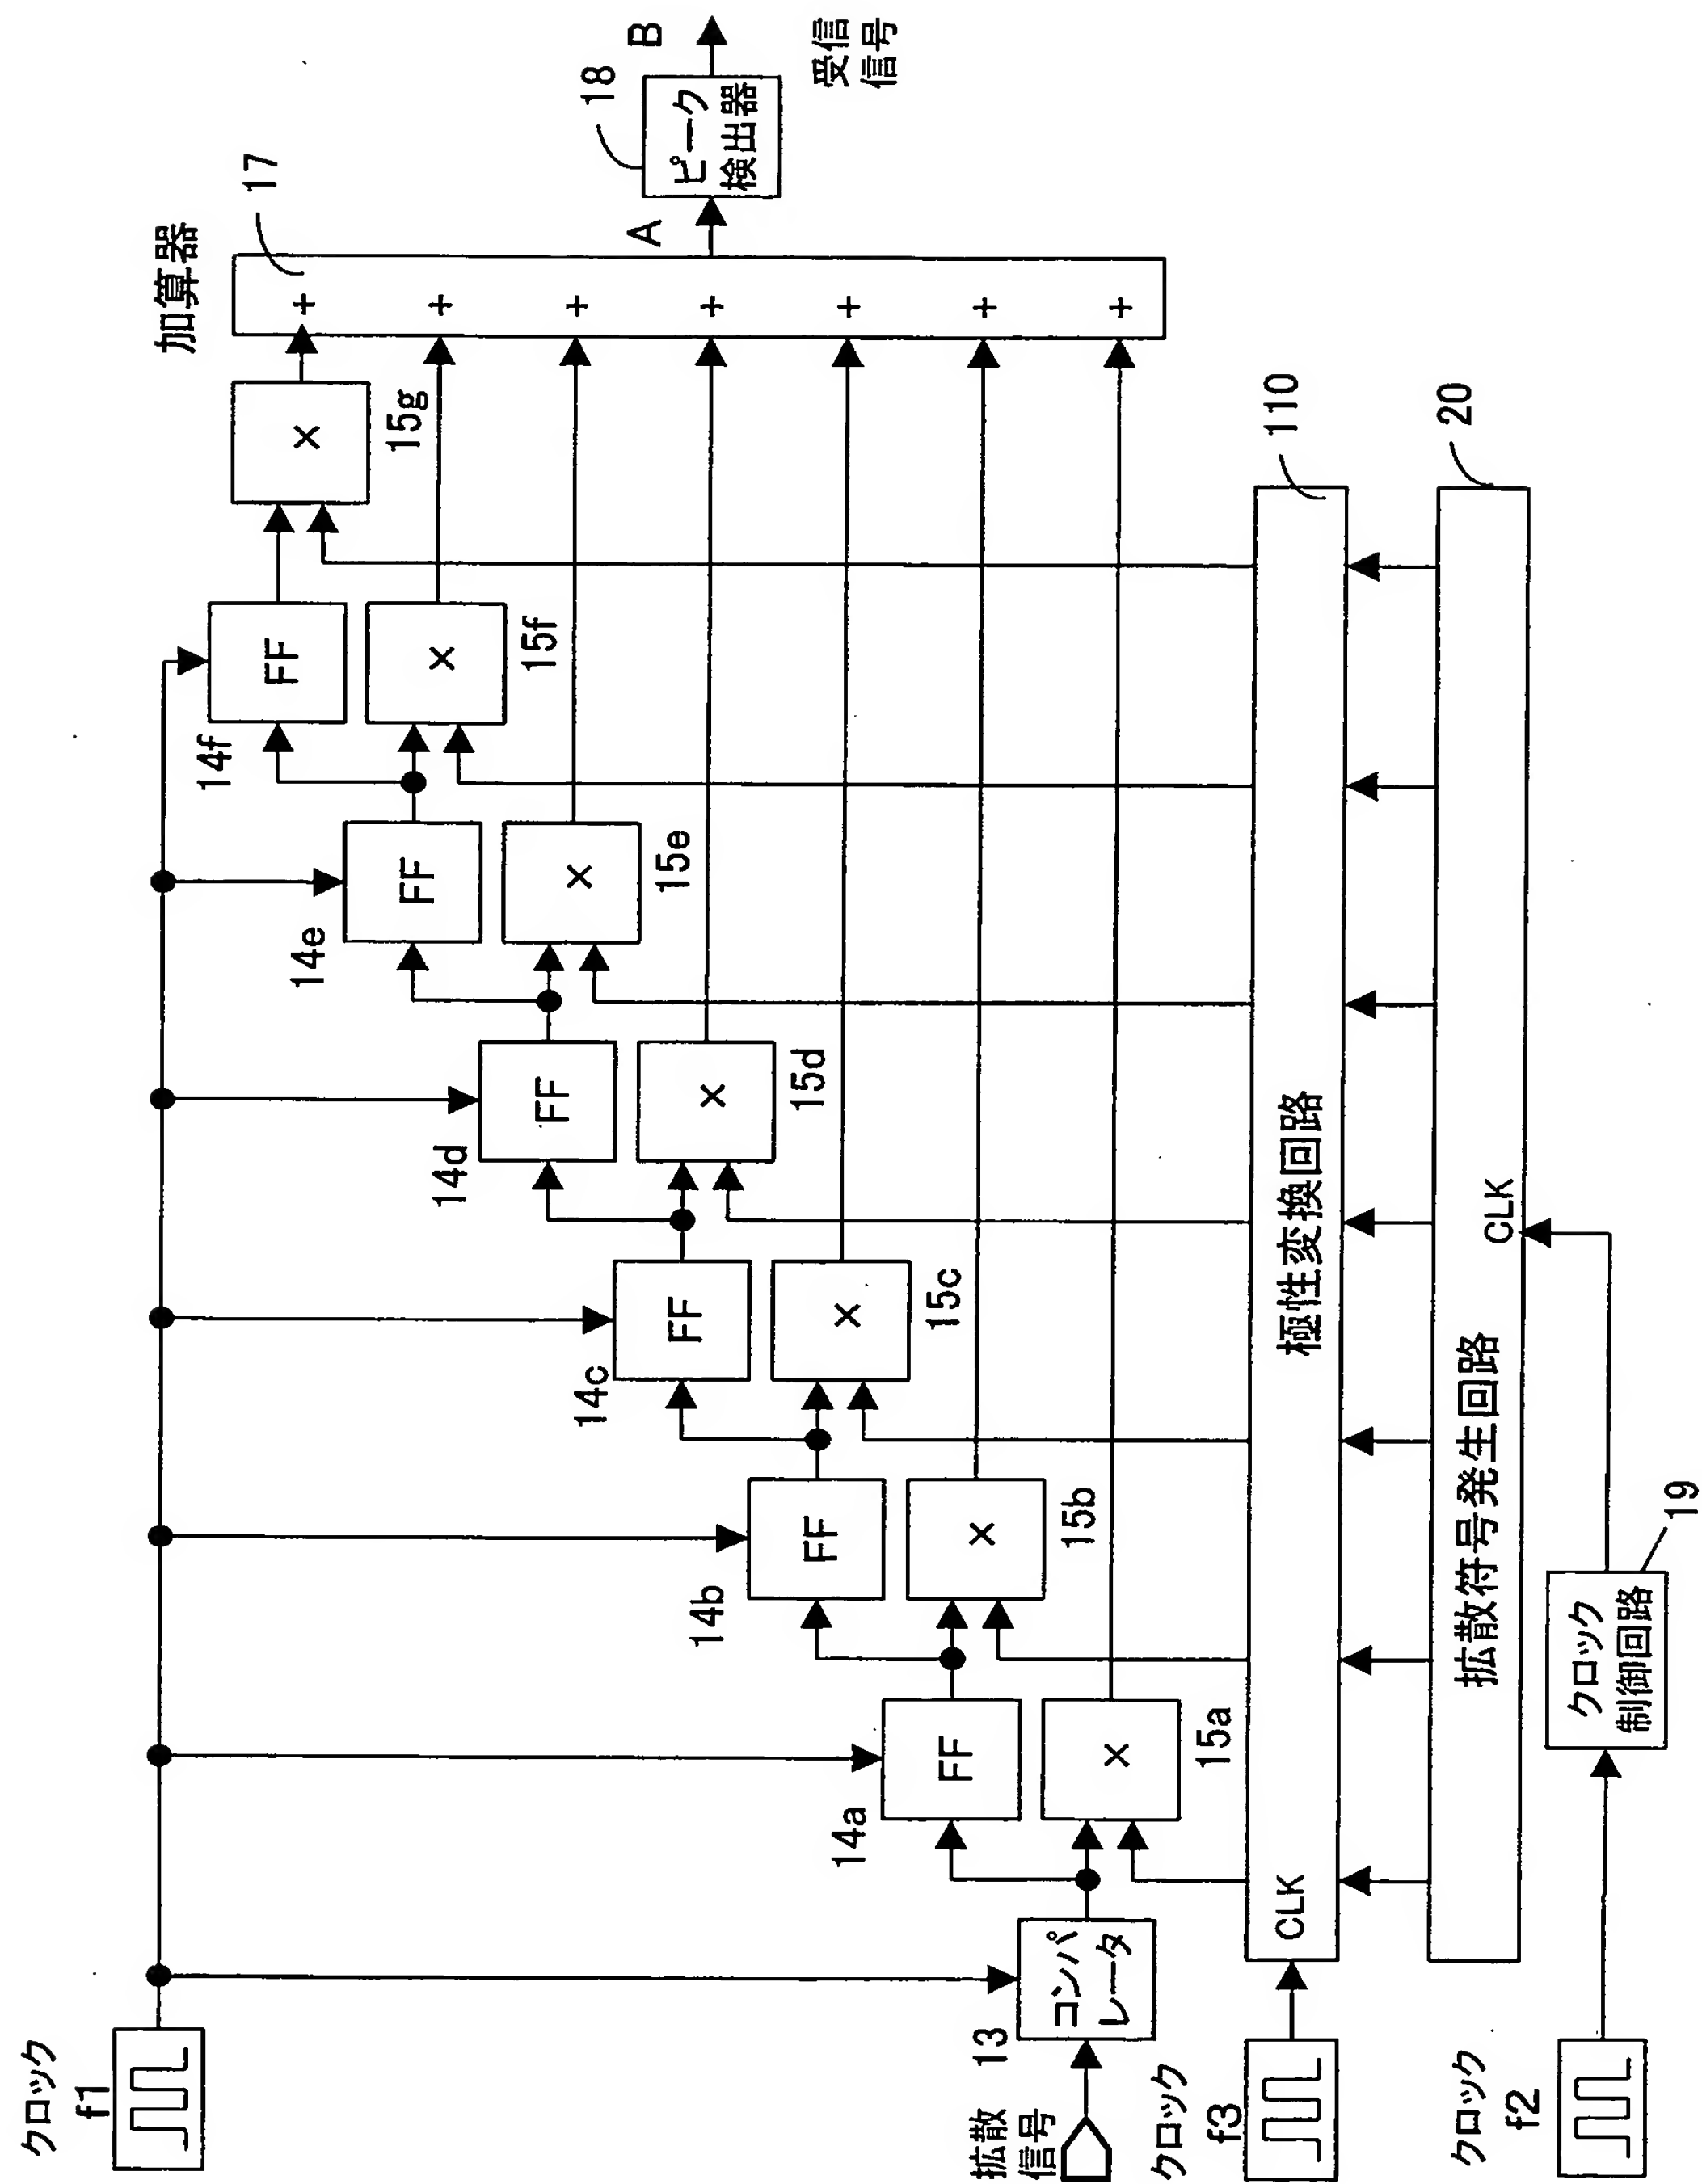 クロック
f1
14a
FF
14b
FF
14c
FF
14d
FF
14e
FF
14f
FF
×
15g
×
15f
×
15e
×
15d
×
15c
×
15b
×
15a
加算器
17
+
+
+
+
+
+
+
A
18
ピーク
検出器
B
受信
信号
拡散
信号
13
コンパ
レータ
クロック
f3
CLK
極性変換回路
110
拡散符号発生回路
CLK
20
クロック
f2
クロック
制御回路
19